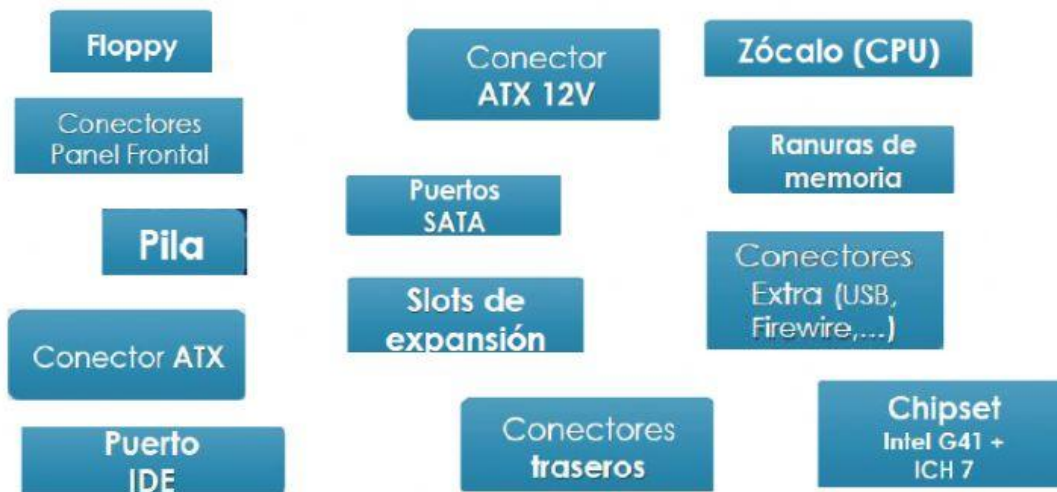 Floppy
Conector
ATX 12V
Zócalo (CPU)
Conectores
Panel Frontal
Ranuras de
memoria
Puertos
SATA
Pila
Conectores
Extra (USB,
Firewire,...)
Slots de
expansión
Conector ATX
Conectores
traseros
Chipset
Intel G41 +
ICH 7
Puerto
IDE